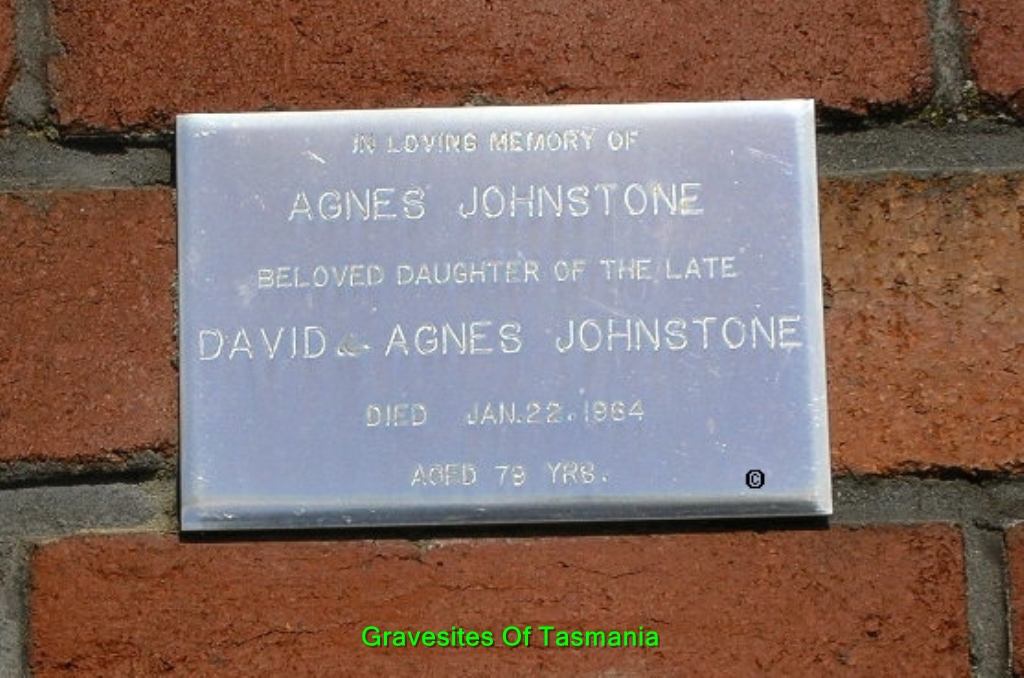 IN LOVING MEMORY OF
AGNES JOHNSTONE
BELOVED DAUGHTER OF THE LATE
DAVID & AGNES JOHNSTONE
DIED JAN.22.1984
AGED 79 YRS.
©
Gravesites Of Tasmania